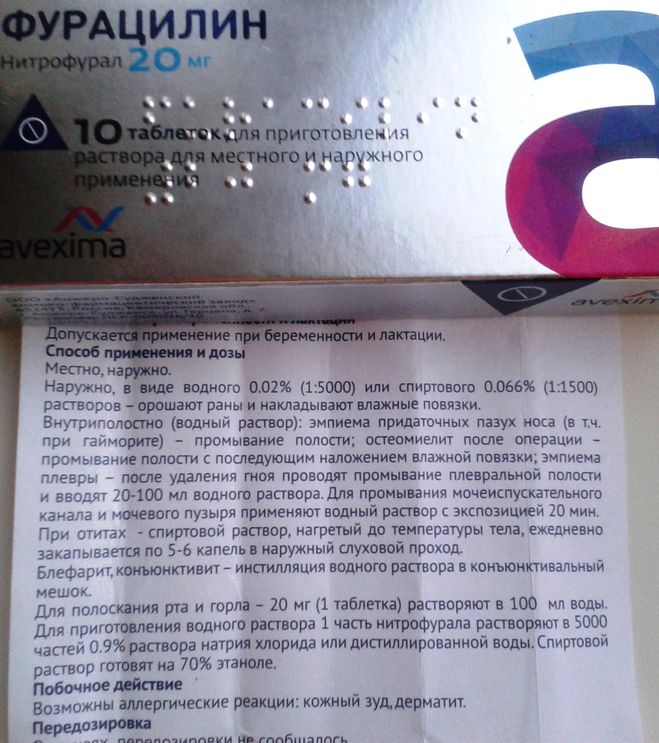 ФУРАЦИЛИН
Нитрофурал 20 мг
10 таблеток для приготовления
раствора для местного и наружного
применения
avexima
ООО «Анжеро-Судженский
avexima
Допускается применение при беременности и лактации.
Способ применения и дозы
Местно, наружно.
Наружно, в виде водного 0.02% (1:5000) или спиртового 0.066% (1:1500)
растворов – орошают раны и накладывают влажные повязки.
Внутриполостно (водный раствор): эмпиема придаточных пазух носа (в т.ч.
при гайморите) – промывание полости; остеомиелит после операции –
промывание полости с последующим наложением влажной повязки; эмпиема
плевры – после удаления гноя проводят промывание плевральной полости
и вводят 20-100 мл водного раствора. Для промывания мочеиспускательного
канала и мочевого пузыря применяют водный раствор с экспозицией 20 мин.
При отитах - спиртовой раствор, нагретый до температуры тела, ежедневно
закапывается по 5-6 капель в наружный слуховой проход.
Блефарит, конъюнктивит – инстилляция водного раствора в конъюнктивальный
мешок.
Для полоскания рта и горла – 20 мг (1 таблетка) растворяют в 100 мл воды.
Для приготовления водного раствора 1 часть нитрофурала растворяют в 5000
частей 0.9% раствора натрия хлорида или дистиллированной воды. Спиртовой
раствор готовят на 70% этаноле.
Побочное действие
Возможны аллергические реакции: кожный зуд, дерматит.
Передозировка
передозировки не сообщалось